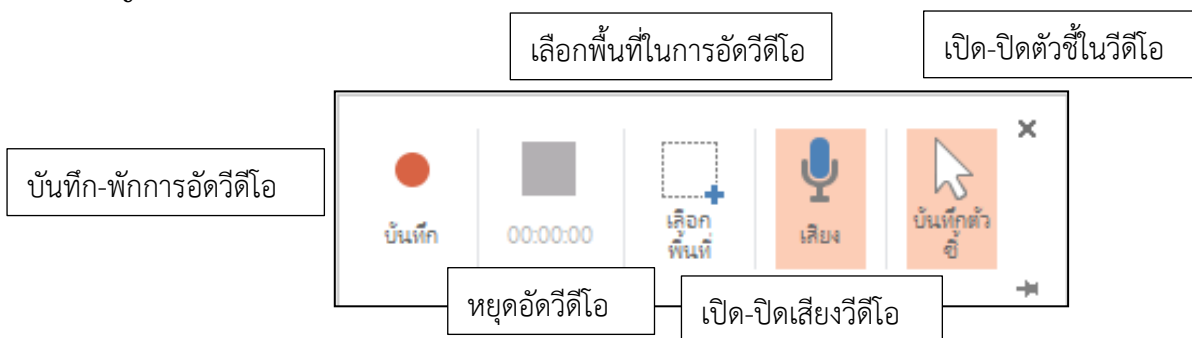 เลือกพื้นที่ในการอัดวีดีโอ
เปิด-ปิดตัวชี้ในวีดีโอ
บันทึก-พักการอัดวีดีโอ
บันทึก
00:00:00
เลือก
พื้นที่
เสียง
บันทึกตัว
ชี้
หยุดอัดวีดีโอ
เปิด-ปิดเสียงวีดีโอ